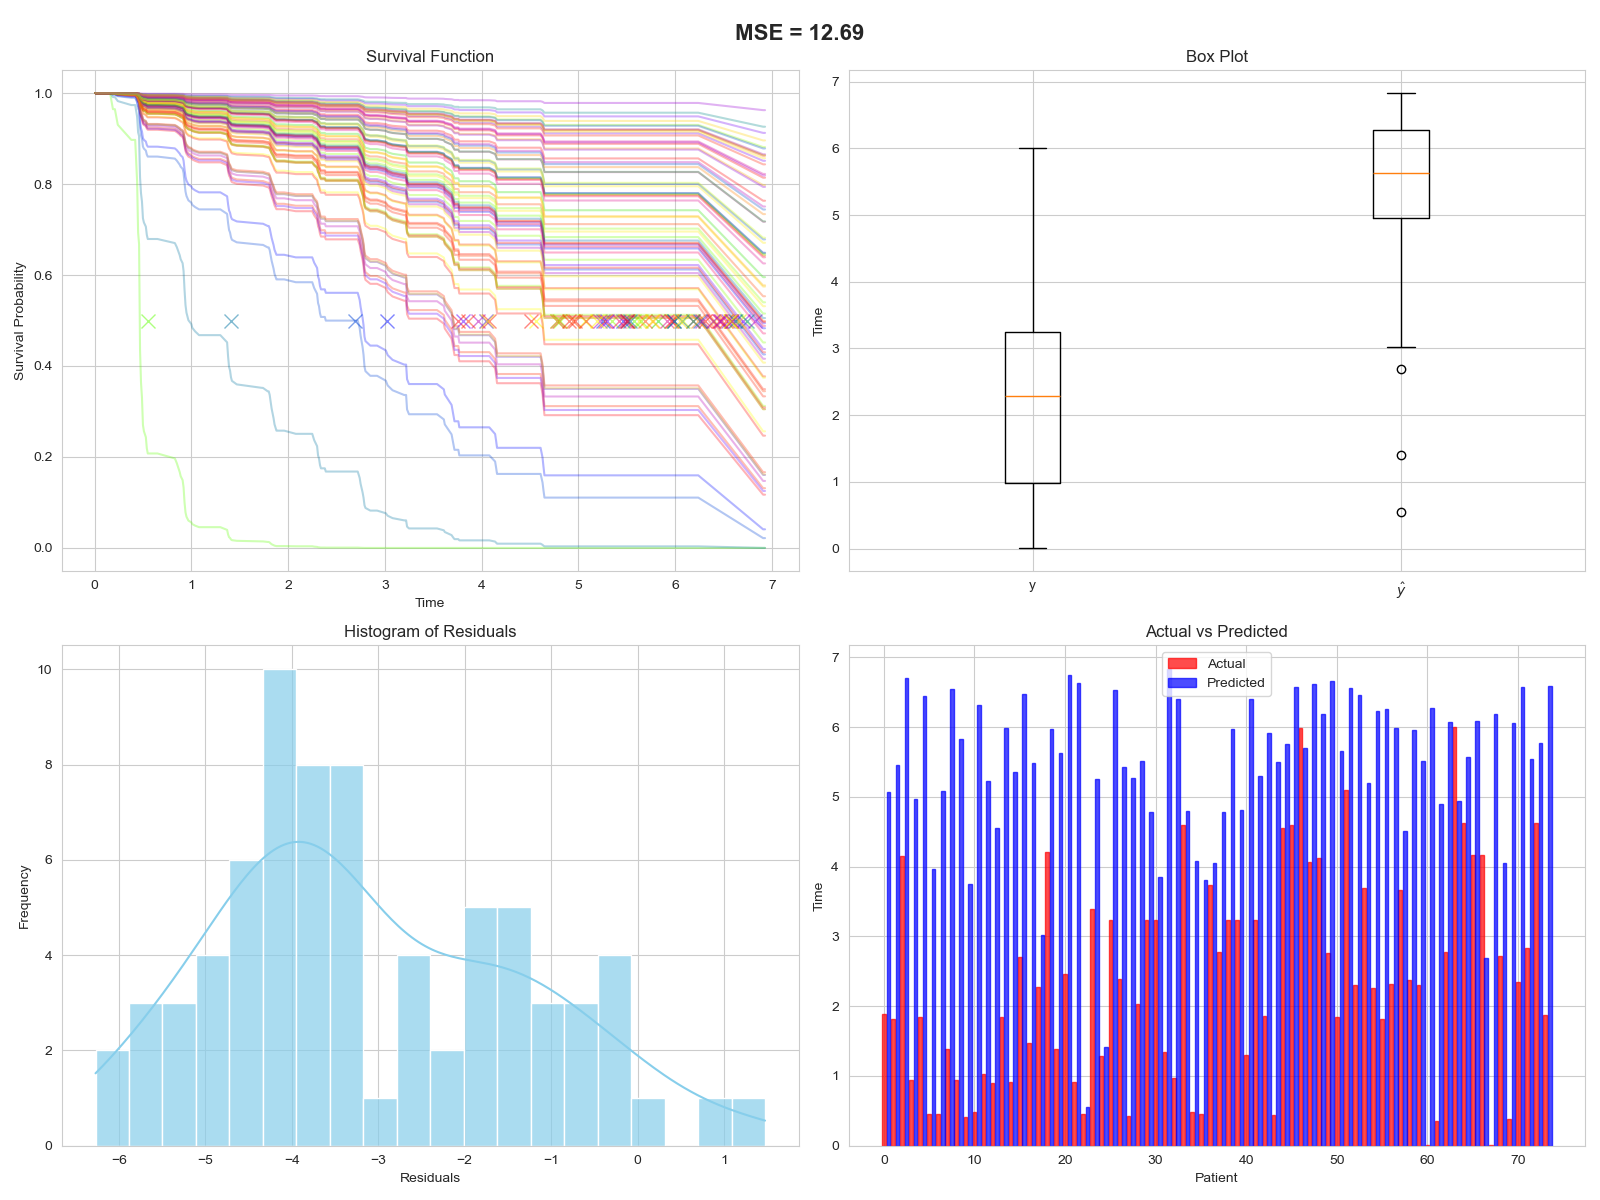 MSE = 12.69
Survival Function
Survival Probability
1.0
0.8
0.6
0.4
0.2
0.0
0 1 2 3 4 5 6 7
Time
Box Plot
Time
7
6
5
4
3
2
1
0
y ŷ
Histogram of Residuals
Frequency
10
8
6
4
2
0
−6 −5 −4 −3 −2 −1 0 1
Residuals
Actual vs Predicted
Actual
Predicted
Time
7
6
5
4
3
2
1
0
0 10 20 30 40 50 60 70
Patient